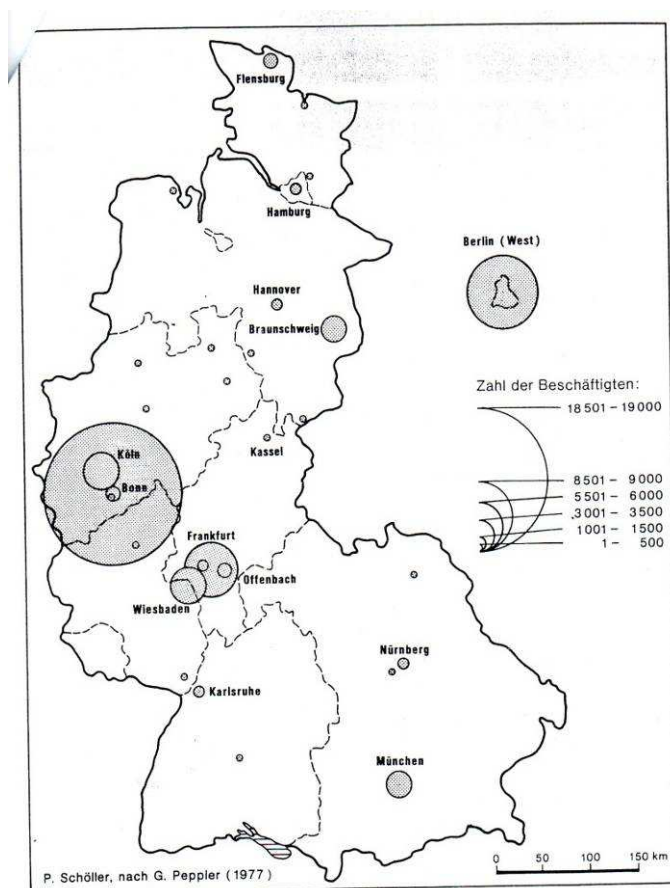 Flensburg
Hamburg
Berlin (West)
Hannover
Braunschweig
Zahl der Beschäftigten:
18 501 – 19 000
8 501 – 9 000
5 501 – 6 000
3 001 – 3 500
1 001 – 1 500
1 – 500
Kassel
Köln
Bonn
Frankfurt
Offenbach
Wiesbaden
Nürnberg
Karlsruhe
München
0 50 100 150 km
P. Schöller, nach G. Peppler (1977)